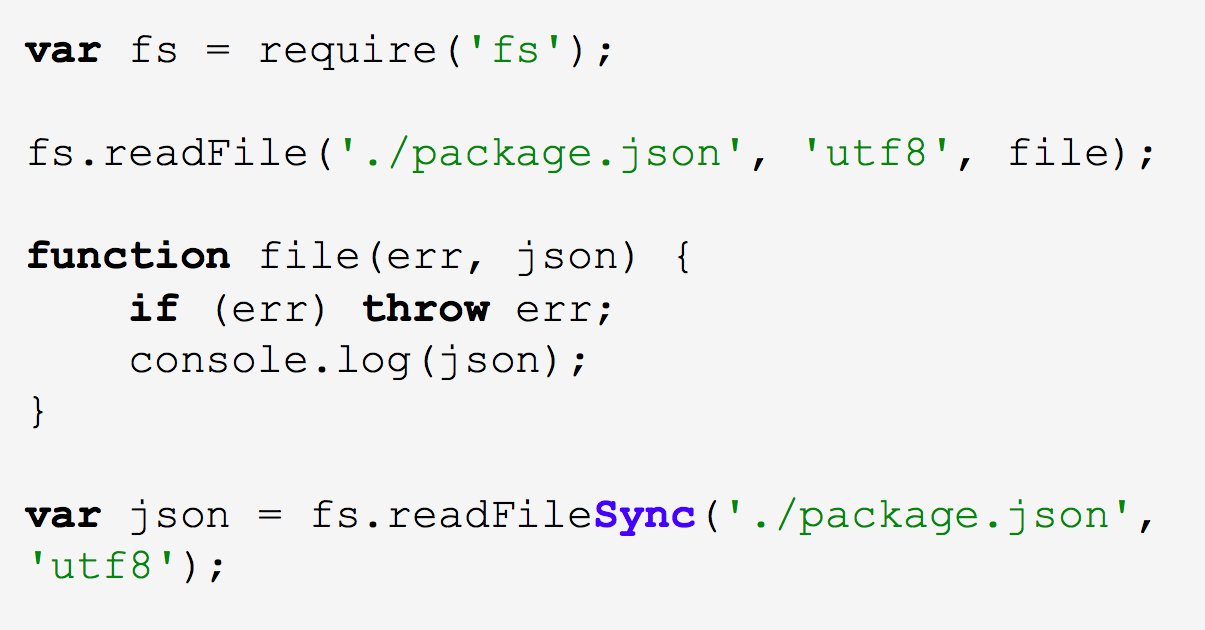 var fs = require('fs');
fs.readFile('./package.json', 'utf8', file);
function file(err, json) {
    if (err) throw err;
    console.log(json);
}
var json = fs.readFileSync('./package.json',
'utf8');